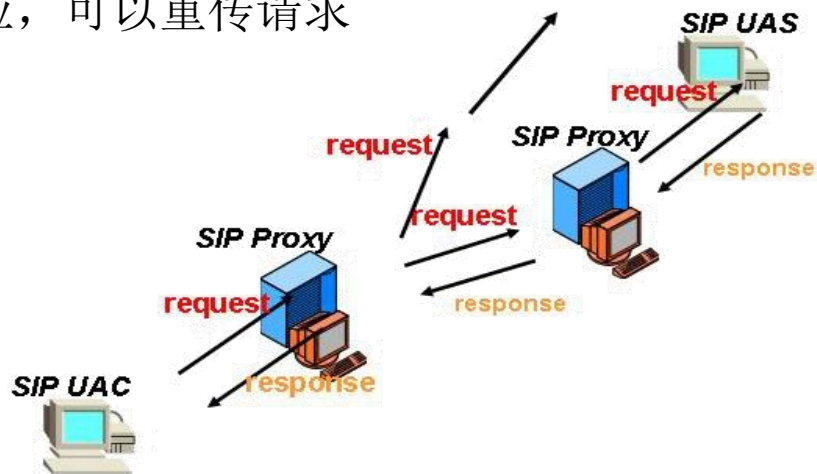 ，可以重传请求
SIP UAS
request
SIP Proxy
request
response
request
SIP Proxy
request
response
SIP UAC
response